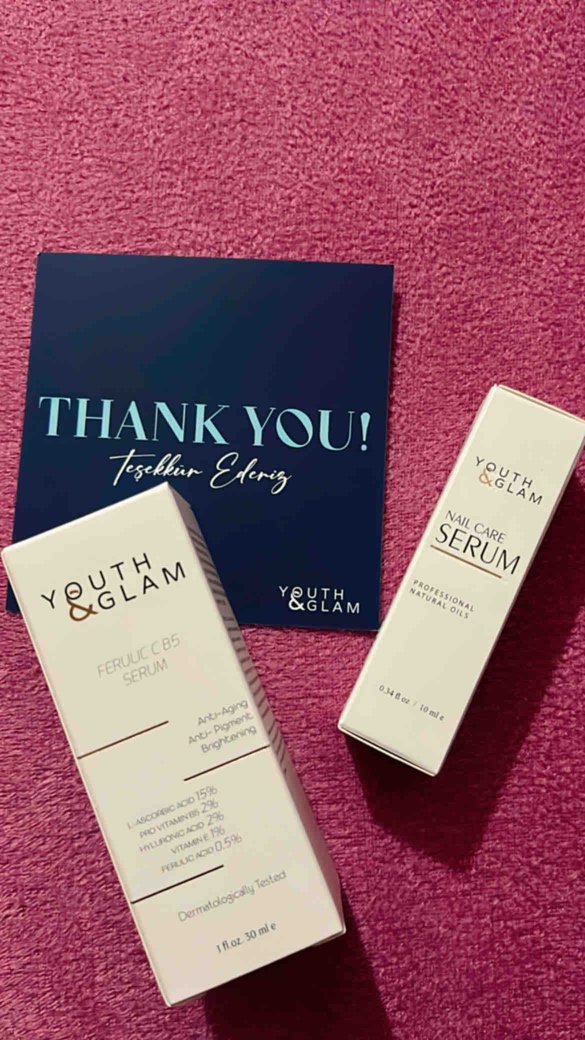 THANK YOU!
Teşekkür Ederiz
YOUTH
&GLAM
YOUTH
&GLAM
FERULIC C B5
SERUM
Anti-Aging
Anti-Pigment
Brightening
L-ASCORBIC ACID 15%
PRO VITAMIN B5 2%
HYLURONIC ACID 2%
VITAMIN E 1%
FERULIC ACID 0.5%
Dermatologically Tested
1 fl oz. 30 ml e
YOUTH
&GLAM
NAIL CARE
SERUM
PROFESSIONAL
NATURAL OILS
0.34 fl oz / 10 ml e